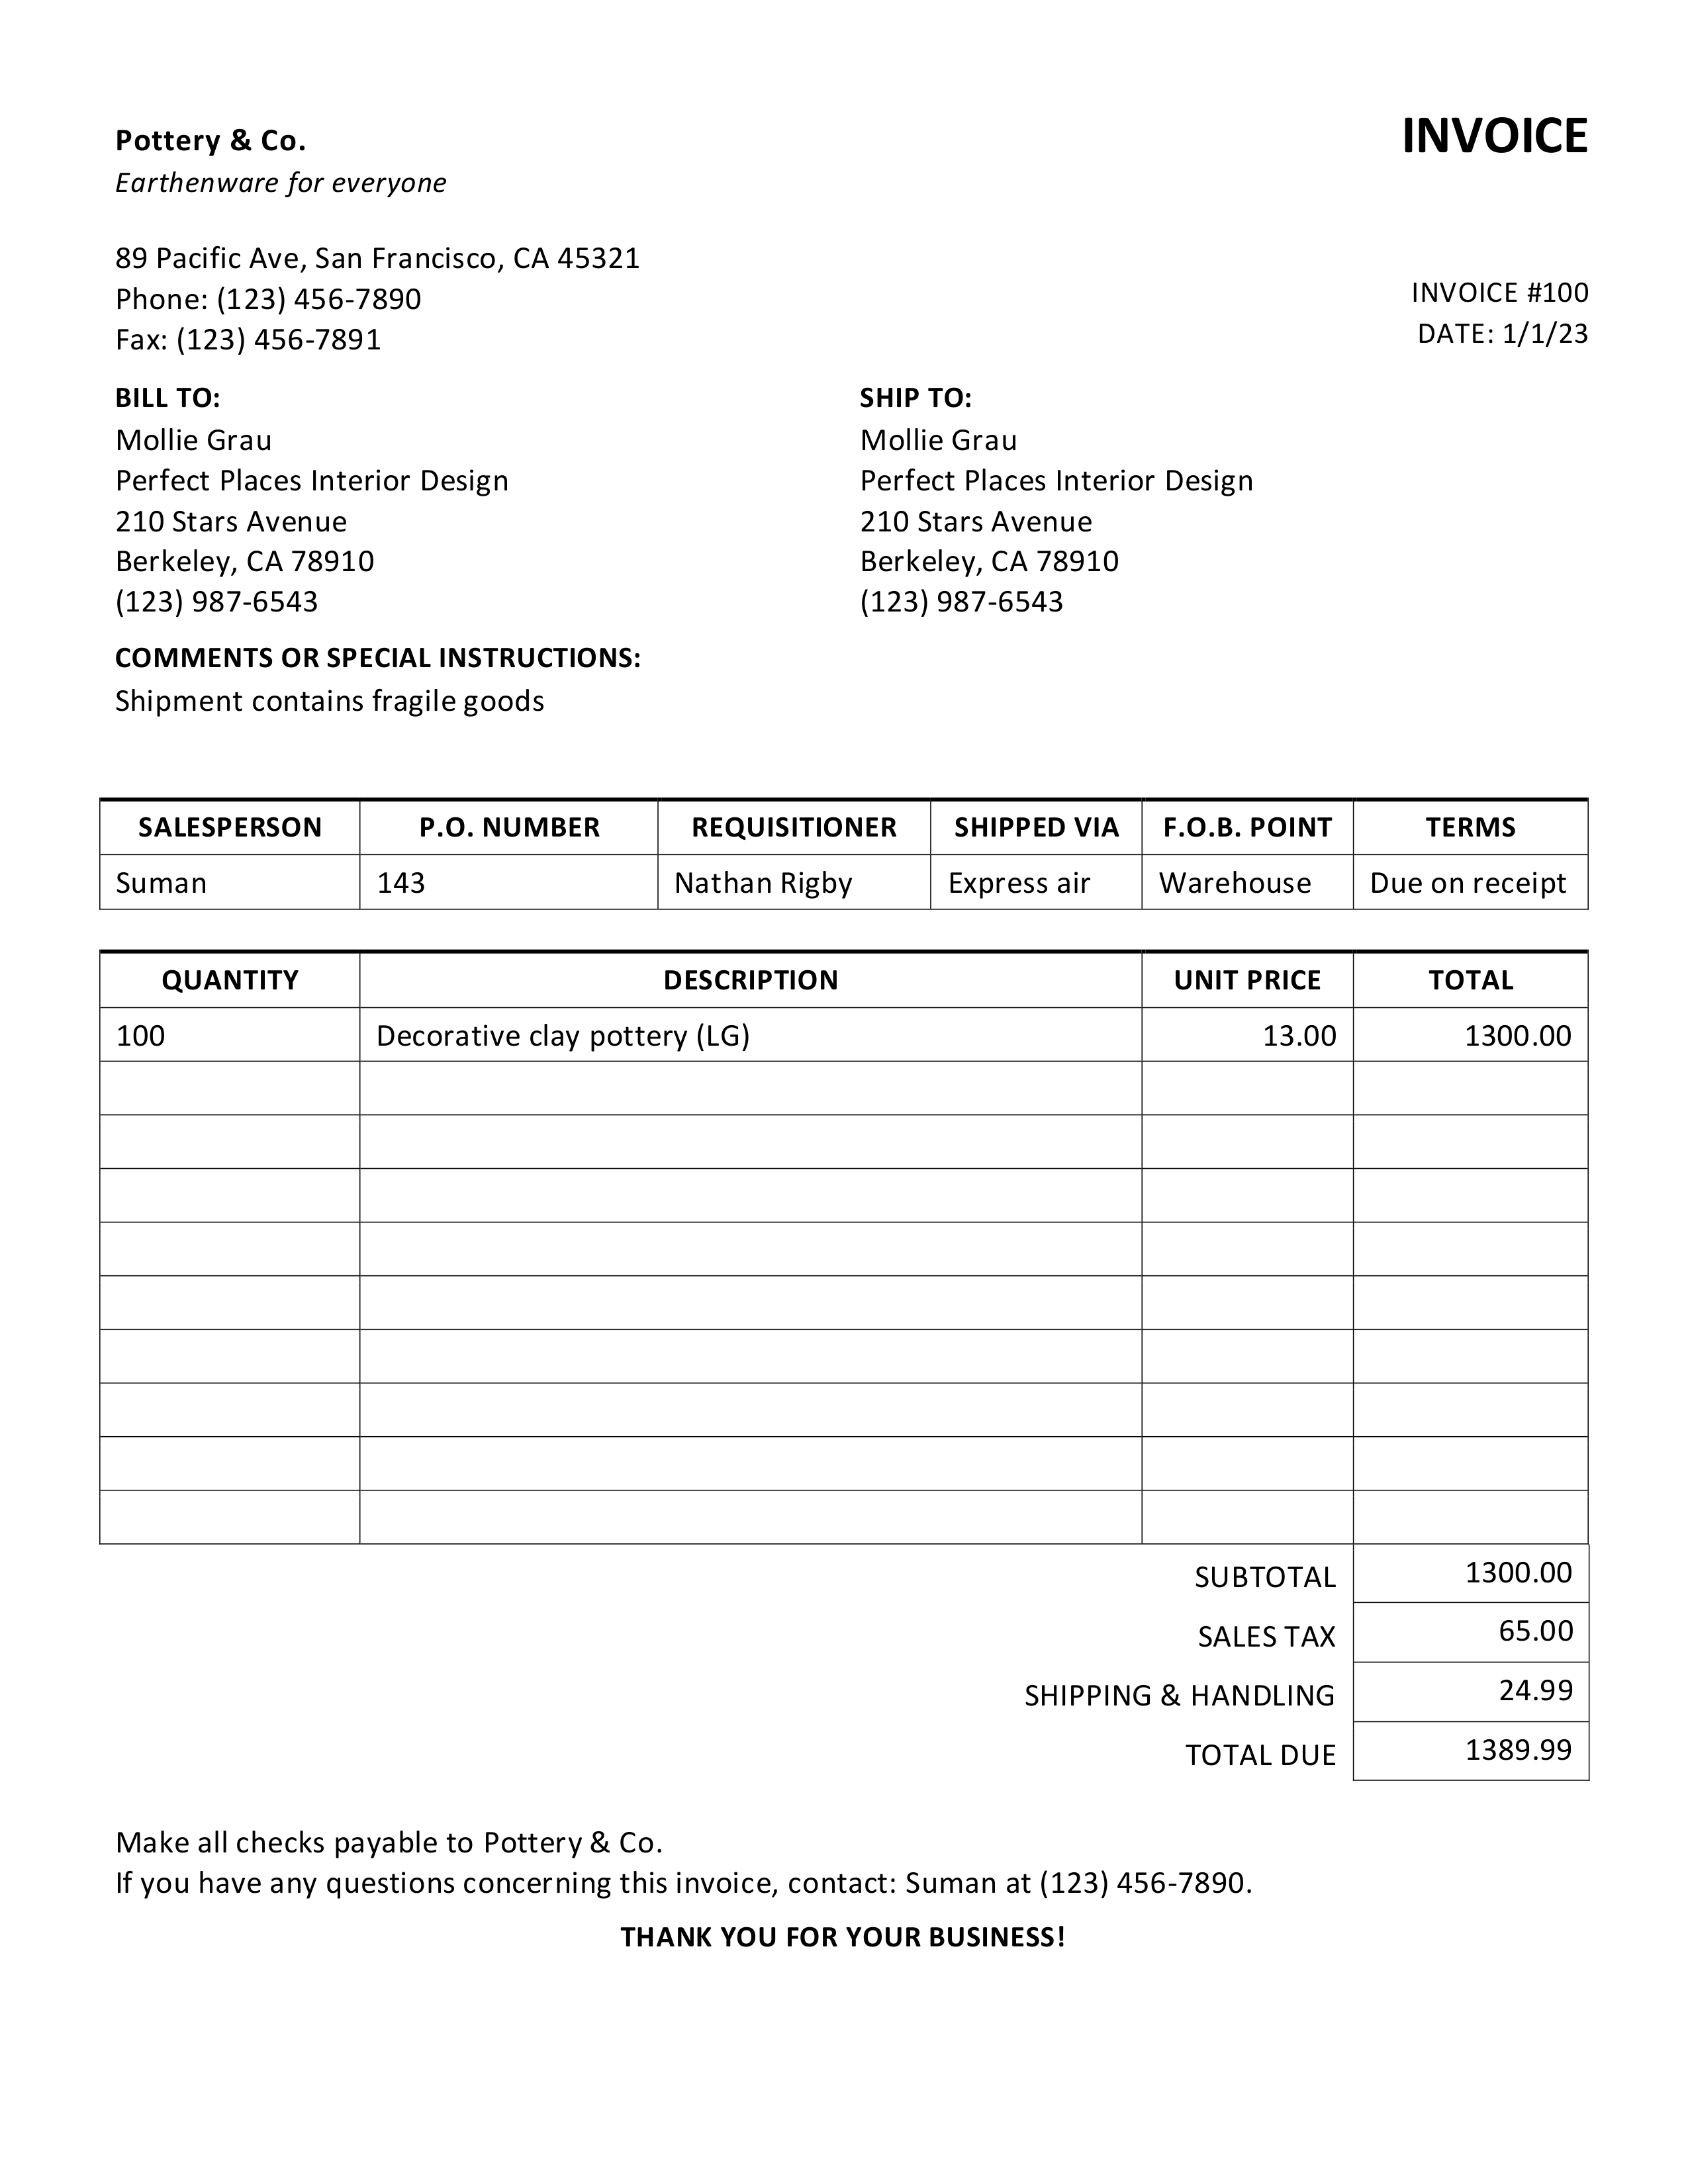 Pottery & Co.
INVOICE
Earthenware for everyone
89 Pacific Ave, San Francisco, CA 45321
Phone: (123) 456-7890
Fax: (123) 456-7891
INVOICE #100
DATE: 1/1/23
BILL TO:
Mollie Grau
Perfect Places Interior Design
210 Stars Avenue
Berkeley, CA 78910
(123) 987-6543
SHIP TO:
Mollie Grau
Perfect Places Interior Design
210 Stars Avenue
Berkeley, CA 78910
(123) 987-6543
COMMENTS OR SPECIAL INSTRUCTIONS:
Shipment contains fragile goods
SALESPERSON P.O. NUMBER REQUISITIONER SHIPPED VIA F.O.B. POINT TERMS
Suman 143 Nathan Rigby Express air Warehouse Due on receipt
QUANTITY DESCRIPTION UNIT PRICE TOTAL
100 Decorative clay pottery (LG) 13.00 1300.00
SUBTOTAL 1300.00
SALES TAX 65.00
SHIPPING & HANDLING 24.99
TOTAL DUE 1389.99
Make all checks payable to Pottery & Co.
If you have any questions concerning this invoice, contact: Suman at (123) 456-7890.
THANK YOU FOR YOUR BUSINESS!